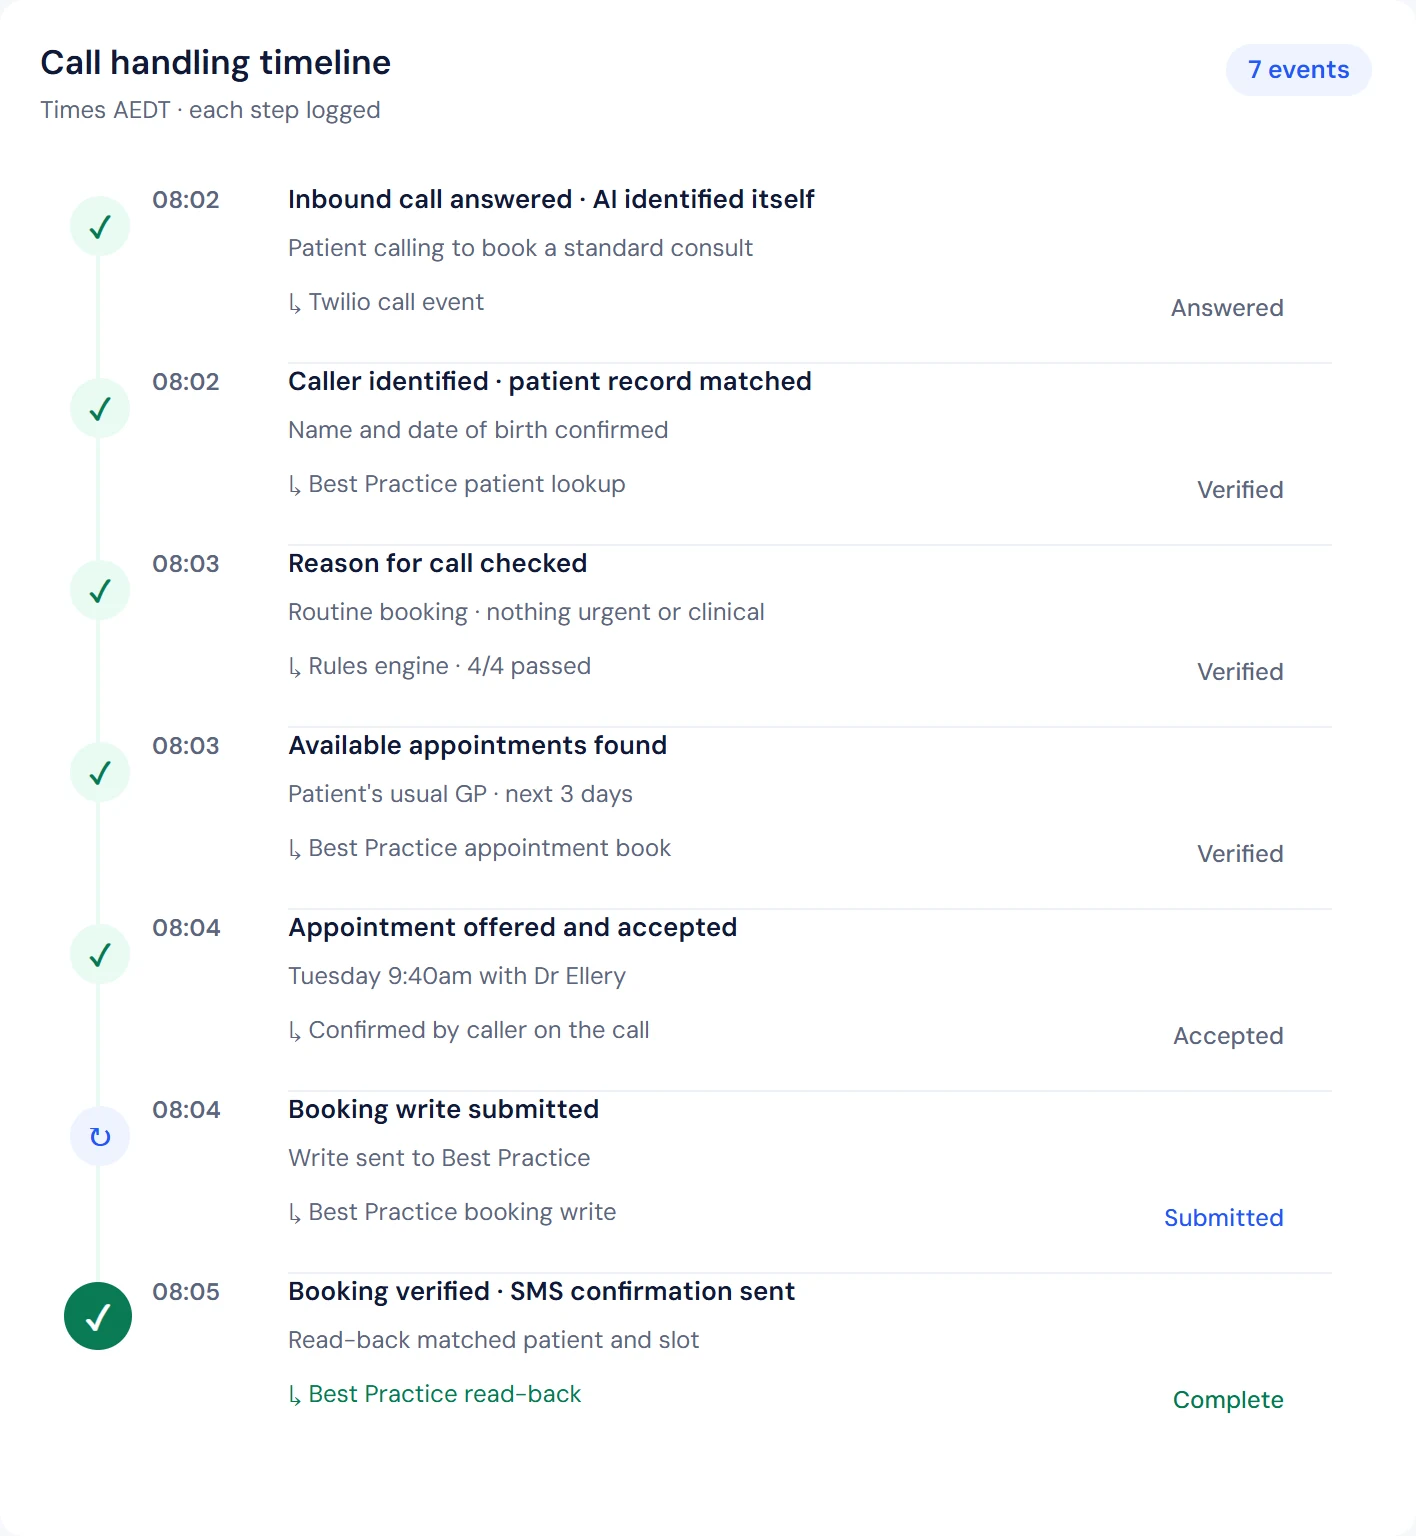 Call handling timeline
7 events
Times AEDT · each step logged
08:02
Inbound call answered · AI identified itself
Patient calling to book a standard consult
↳ Twilio call event
Answered
08:02
Caller identified · patient record matched
Name and date of birth confirmed
↳ Best Practice patient lookup
Verified
08:03
Reason for call checked
Routine booking · nothing urgent or clinical
↳ Rules engine · 4/4 passed
Verified
08:03
Available appointments found
Patient's usual GP · next 3 days
↳ Best Practice appointment book
Verified
08:04
Appointment offered and accepted
Tuesday 9:40am with Dr Ellery
↳ Confirmed by caller on the call
Accepted
08:04
Booking write submitted
Write sent to Best Practice
↳ Best Practice booking write
Submitted
08:05
Booking verified · SMS confirmation sent
Read-back matched patient and slot
↳ Best Practice read-back
Complete